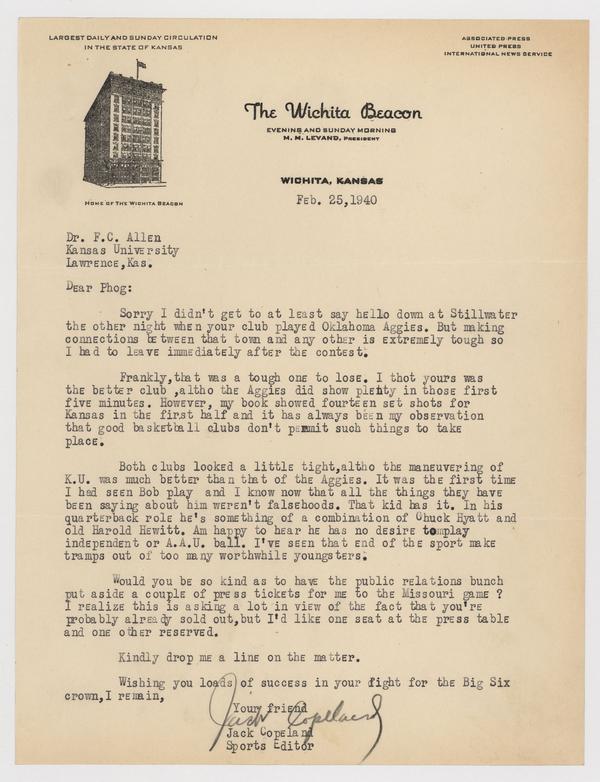 LARGEST DAILY AND SUNDAY CIRCULATION
IN THE STATE OF KANSAS
ASSOCIATED PRESS
UNITED PRESS
INTERNATIONAL NEWS SERVICE
The Wichita Beacon
EVENING AND SUNDAY MORNING
M. M. LEVAND, PRESIDENT
WICHITA, KANSAS
HOME OF THE WICHITA BEACON
Feb. 25,1940
Dr. F.C. Allen
Kansas University
Lawrence,Kas.
Dear Phog:
Sorry I didn't get to at least say hello down at Stillwater
the other night when your club played Oklahoma Aggies. But making
connections between that town and any other is extremely tough so
I had to leave immediately after the contest.
Frankly,that was a tough one to lose. I thot yours was
the better club ,altho the Aggies did show plenty in those first
five minutes. However, my book showed fourteen set shots for
Kansas in the first half and it has always been my observation
that good basketball clubs don't permit such things to take
place.
Both clubs looked a little tight,altho the maneuvering of
K.U. was much better than that of the Aggies. It was the first time
I had seen Bob play and I know now that all the things they have
been saying about him weren't falsehoods. That kid has it. In his
quarterback role he's something of a combination of Chuck Hyatt and
old Harold Hewitt. Am happy to hear he has no desire to play
independent or A.A.U. ball. I've seen that end of the sport make
tramps out of too many worthwhile youngsters.
Would you be so kind as to have the public relations bunch
put aside a couple of press tickets for me to the Missouri game ?
I realize this is asking a lot in view of the fact that you're
probably already sold out,but I'd like one seat at the press table
and one other reserved.
Kindly drop me a line on the matter.
Wishing you loads of success in your fight for the Big Six
crown,I remain,
Your friend
Jack Copeland
Jack Copeland
Sports Editor